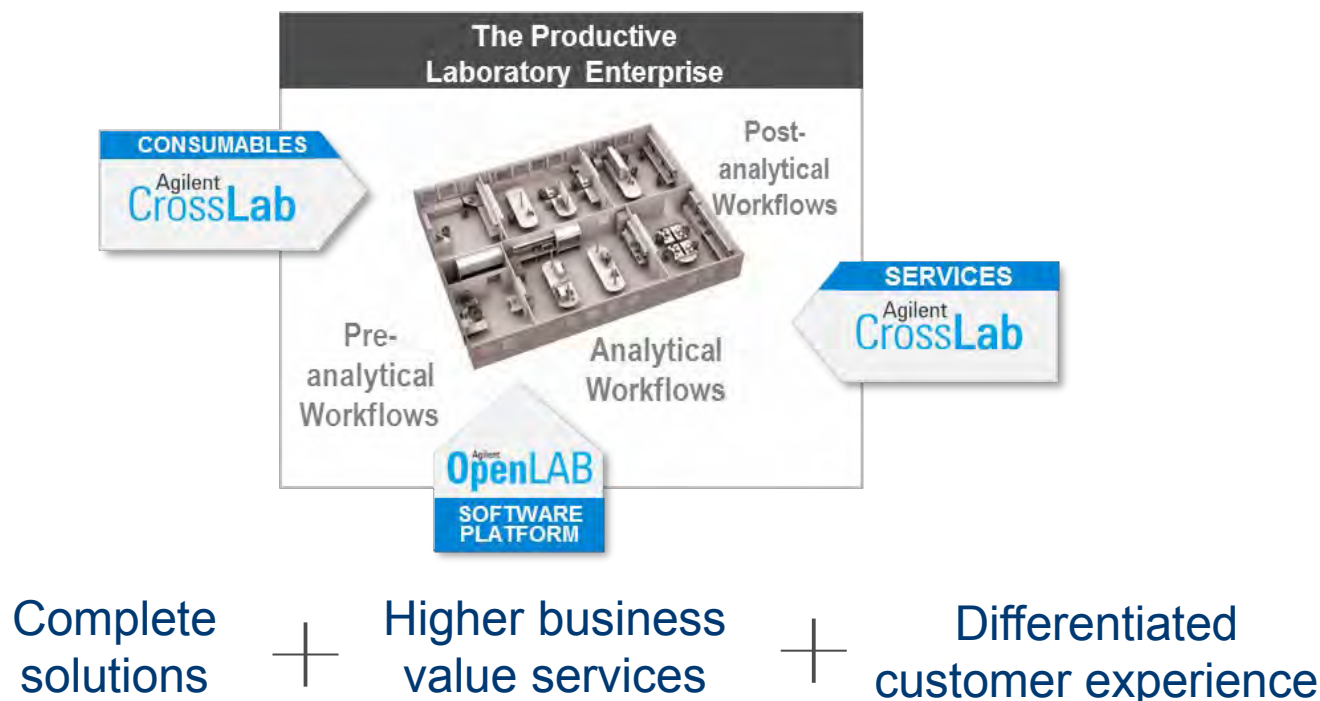 The Productive
Laboratory Enterprise
CONSUMABLES
Agilent
CrossLab
Post-
analytical
Workflows
SERVICES
Agilent
CrossLab
Pre-
analytical
Workflows
Analytical
Workflows
Agilent
OpenLAB
SOFTWARE
PLATFORM
Complete
solutions
+
Higher business
value services
+
Differentiated
customer experience